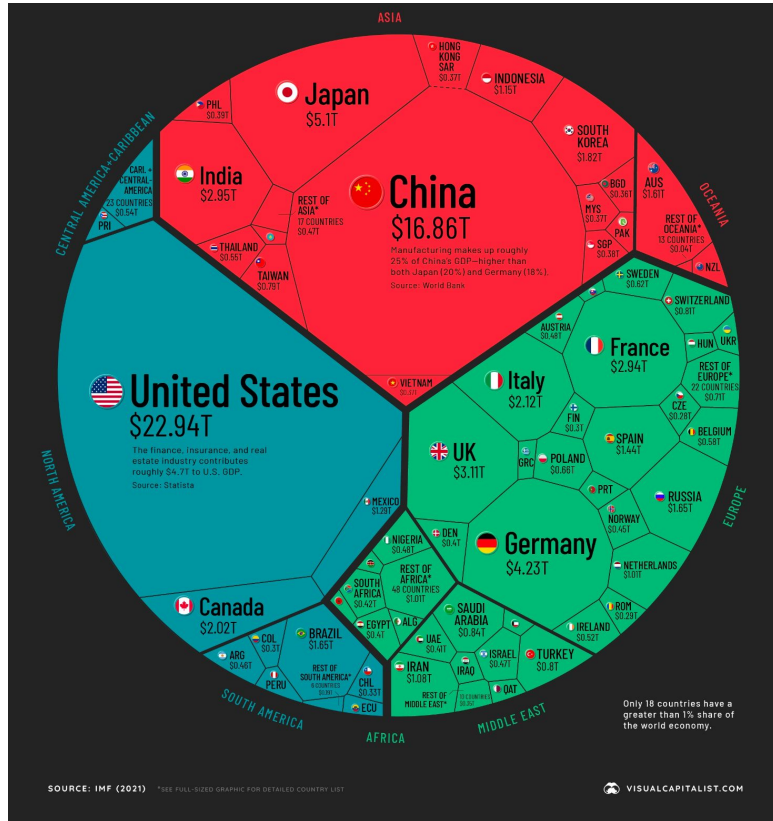 ASIA
HONG
KONG
SAR
$0.37T
INDONESIA
$1.15T
PHL
$0.39T
Japan
$5.1T
SOUTH
KOREA
$1.82T
CENTRAL AMERICA+CARIBBEAN
CARI. +
CENTRAL-
AMERICA
23 COUNTRIES
$0.54T
PRI
India
$2.95T
REST OF
ASIA*
17 COUNTRIES
$0.47T
THAILAND
$0.55T
TAIWAN
$0.79T
China
$16.86T
Manufacturing makes up roughly
25% of China's GDP—higher than
both Japan (20%) and Germany (18%).
Source: World Bank
BGD
$0.36T
MYS
$0.37T
PAK
SGP
$0.38T
VIETNAM
$0.37T
OCEANIA
AUS
$1.61T
REST OF
OCEANIA*
13 COUNTRIES
$0.04T
NZL
NORTH AMERICA
United States
$22.94T
The finance, insurance, and real
estate industry contributes
roughly $4.7T to U.S. GDP.
Source: Statista
MEXICO
$1.29T
Canada
$2.02T
EUROPE
SWEDEN
$0.62T
SWITZERLAND
$0.81T
AUSTRIA
$0.48T
France
$2.94T
HUN
UKR
REST OF
EUROPE*
22 COUNTRIES
$0.71T
Italy
$2.12T
FIN
$0.3T
CZE
$0.28T
BELGIUM
$0.58T
SPAIN
$1.44T
UK
$3.11T
GRC
POLAND
$0.66T
PRT
RUSSIA
$1.65T
NORWAY
$0.45T
DEN
$0.4T
Germany
$4.23T
NETHERLANDS
$1.01T
ROM
$0.29T
IRELAND
$0.52T
NIGERIA
$0.48T
REST OF
AFRICA*
48 COUNTRIES
$1.01T
SOUTH
AFRICA
$0.42T
EGYPT
$0.4T
ALG
AFRICA
SAUDI
ARABIA
$0.84T
UAE
$0.41T
ISRAEL
$0.47T
TURKEY
$0.8T
IRAN
$1.08T
IRAQ
QAT
REST OF
MIDDLE EAST*
COUNTRIES
MIDDLE EAST
ARG
$0.46T
COL
$0.3T
BRAZIL
$1.65T
PERU
REST OF
SOUTH AMERICA*
COUNTRIES
CHL
$0.33T
ECU
SOUTH AMERICA
Only 18 countries have a
greater than 1% share of
the world economy.
SOURCE: IMF (2021)
*SEE FULL-SIZED GRAPHIC FOR DETAILED COUNTRY LIST
VISUALCAPITALIST.COM